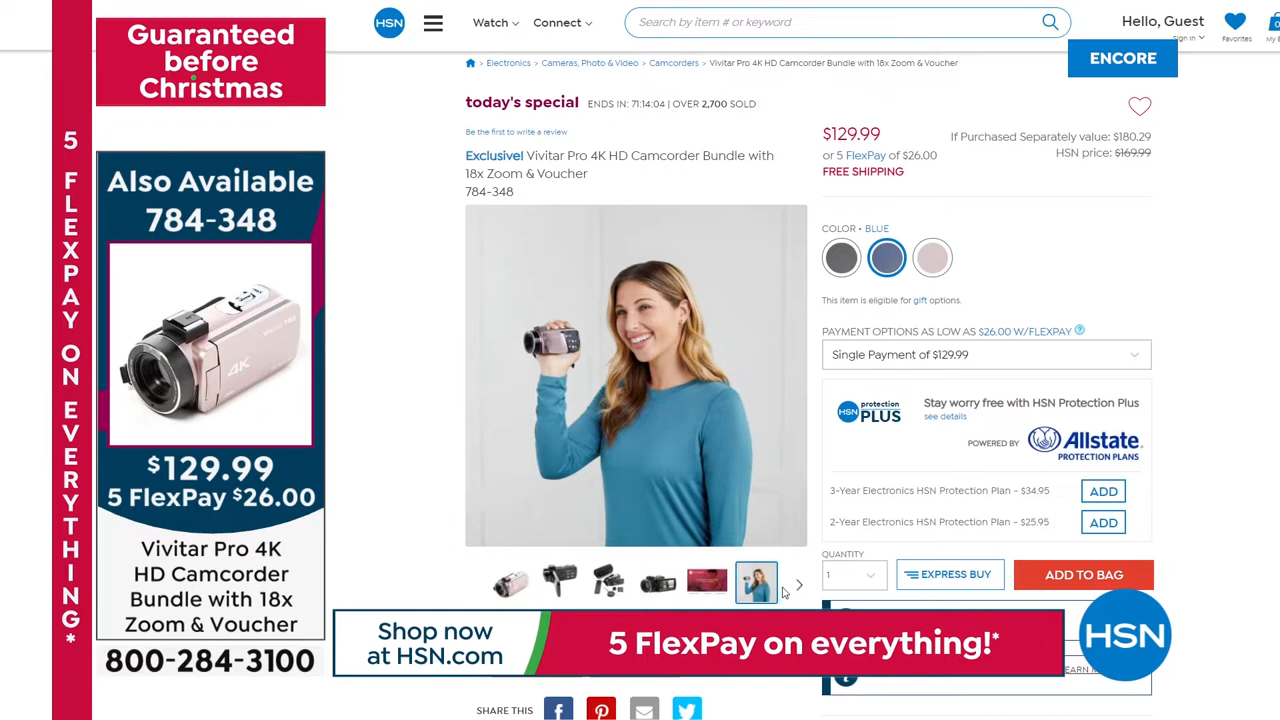 Guaranteed
before
Christmas
5 FLEXPAY ON EVERYTHING*
Also Available
784-348
VIVITAR PRO
4K
$129.99
5 FlexPay $26.00
Vivitar Pro 4K
HD Camcorder
Bundle with 18x
Zoom & Voucher
800-284-3100
HSN
Watch
Connect
Search by item # or keyword
Hello, Guest
Sign In
Favorites
ENCORE
Electronics > Cameras, Photo & Video > Camcorders > Vivitar Pro 4K HD Camcorder Bundle with 18x Zoom & Voucher
today's special ENDS IN: 71:14:04 | OVER 2,700 SOLD
Be the first to write a review
Exclusive! Vivitar Pro 4K HD Camcorder Bundle with
18x Zoom & Voucher
784-348
$129.99
or 5 FlexPay of $26.00
FREE SHIPPING
If Purchased Separately value: $180.29
HSN price: $169.99
COLOR • BLUE
This item is eligible for gift options.
PAYMENT OPTIONS AS LOW AS $26.00 W/FLEXPAY ?
Single Payment of $129.99
HSN protection PLUS
Stay worry free with HSN Protection Plus
see details
POWERED BY Allstate
PROTECTION PLANS
3-Year Electronics HSN Protection Plan - $34.95 ADD
2-Year Electronics HSN Protection Plan - $25.95 ADD
QUANTITY
1
EXPRESS BUY
ADD TO BAG
Shop now
at HSN.com
5 FlexPay on everything!*
HSN
SHARE THIS